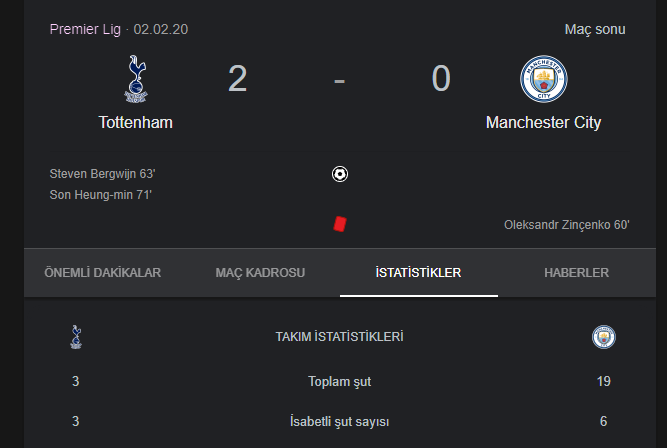 Premier Lig · 02.02.20 Maç sonu
2 - 0
Tottenham Manchester City
Steven Bergwijn 63'
Son Heung-min 71'
Oleksandr Zinçenko 60'
ÖNEMLİ DAKİKALAR MAÇ KADROSU İSTATİSTİKLER HABERLER
TAKIM İSTATİSTİKLERİ
3 Toplam şut 19
3 İsabetli şut sayısı 6